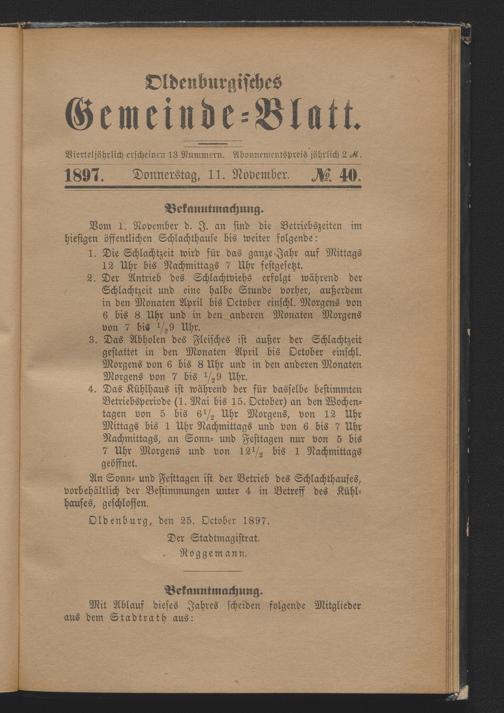 Oldenburgisches
Gemeinde-Blatt.
Vierteljährlich erscheinen 13 Nummern. Abonnementspreis jährlich 2 ℳ.
1897. Donnerstag, 11. November. №. 40.
Bekanntmachung.
Vom 1. November d. J. an sind die Betriebszeiten im
hiesigen öffentlichen Schlachthause bis weiter folgende:
1. Die Schlachtzeit wird für das ganze Jahr auf Mittags
12 Uhr bis Nachmittags 7 Uhr festgesetzt.
2. Der Antrieb des Schlachtviehs erfolgt während der
Schlachtzeit und eine halbe Stunde vorher, außerdem
in den Monaten April bis October einschl. Morgens von
6 bis 8 Uhr und in den anderen Monaten Morgens
von 7 bis 1/2 9 Uhr.
3. Das Abholen des Fleisches ist außer der Schlachtzeit
gestattet in den Monaten April bis October einschl.
Morgens von 6 bis 8 Uhr und in den anderen Monaten
Morgens von 7 bis 1/2 9 Uhr.
4. Das Kühlhaus ist während der für dasselbe bestimmten
Betriebsperiode (1. Mai bis 15. October) an den Wochen-
tagen von 5 bis 6 1/2 Uhr Morgens, von 12 Uhr
Mittags bis 1 Uhr Nachmittags und von 6 bis 7 Uhr
Nachmittags, an Sonn- und Festtagen nur von 5 bis
7 Uhr Morgens und von 12 1/2 bis 1 Nachmittags
geöffnet.
An Sonn- und Festtagen ist der Betrieb des Schlachthauses,
vorbehältlich der Bestimmungen unter 4 in Betreff des Kühl-
hauses, geschlossen.
Oldenburg, den 25. October 1897.
Der Stadtmagistrat.
Roggemann.
Bekanntmachung.
Mit Ablauf dieses Jahres scheiden folgende Mitglieder
aus dem Stadtrath aus: